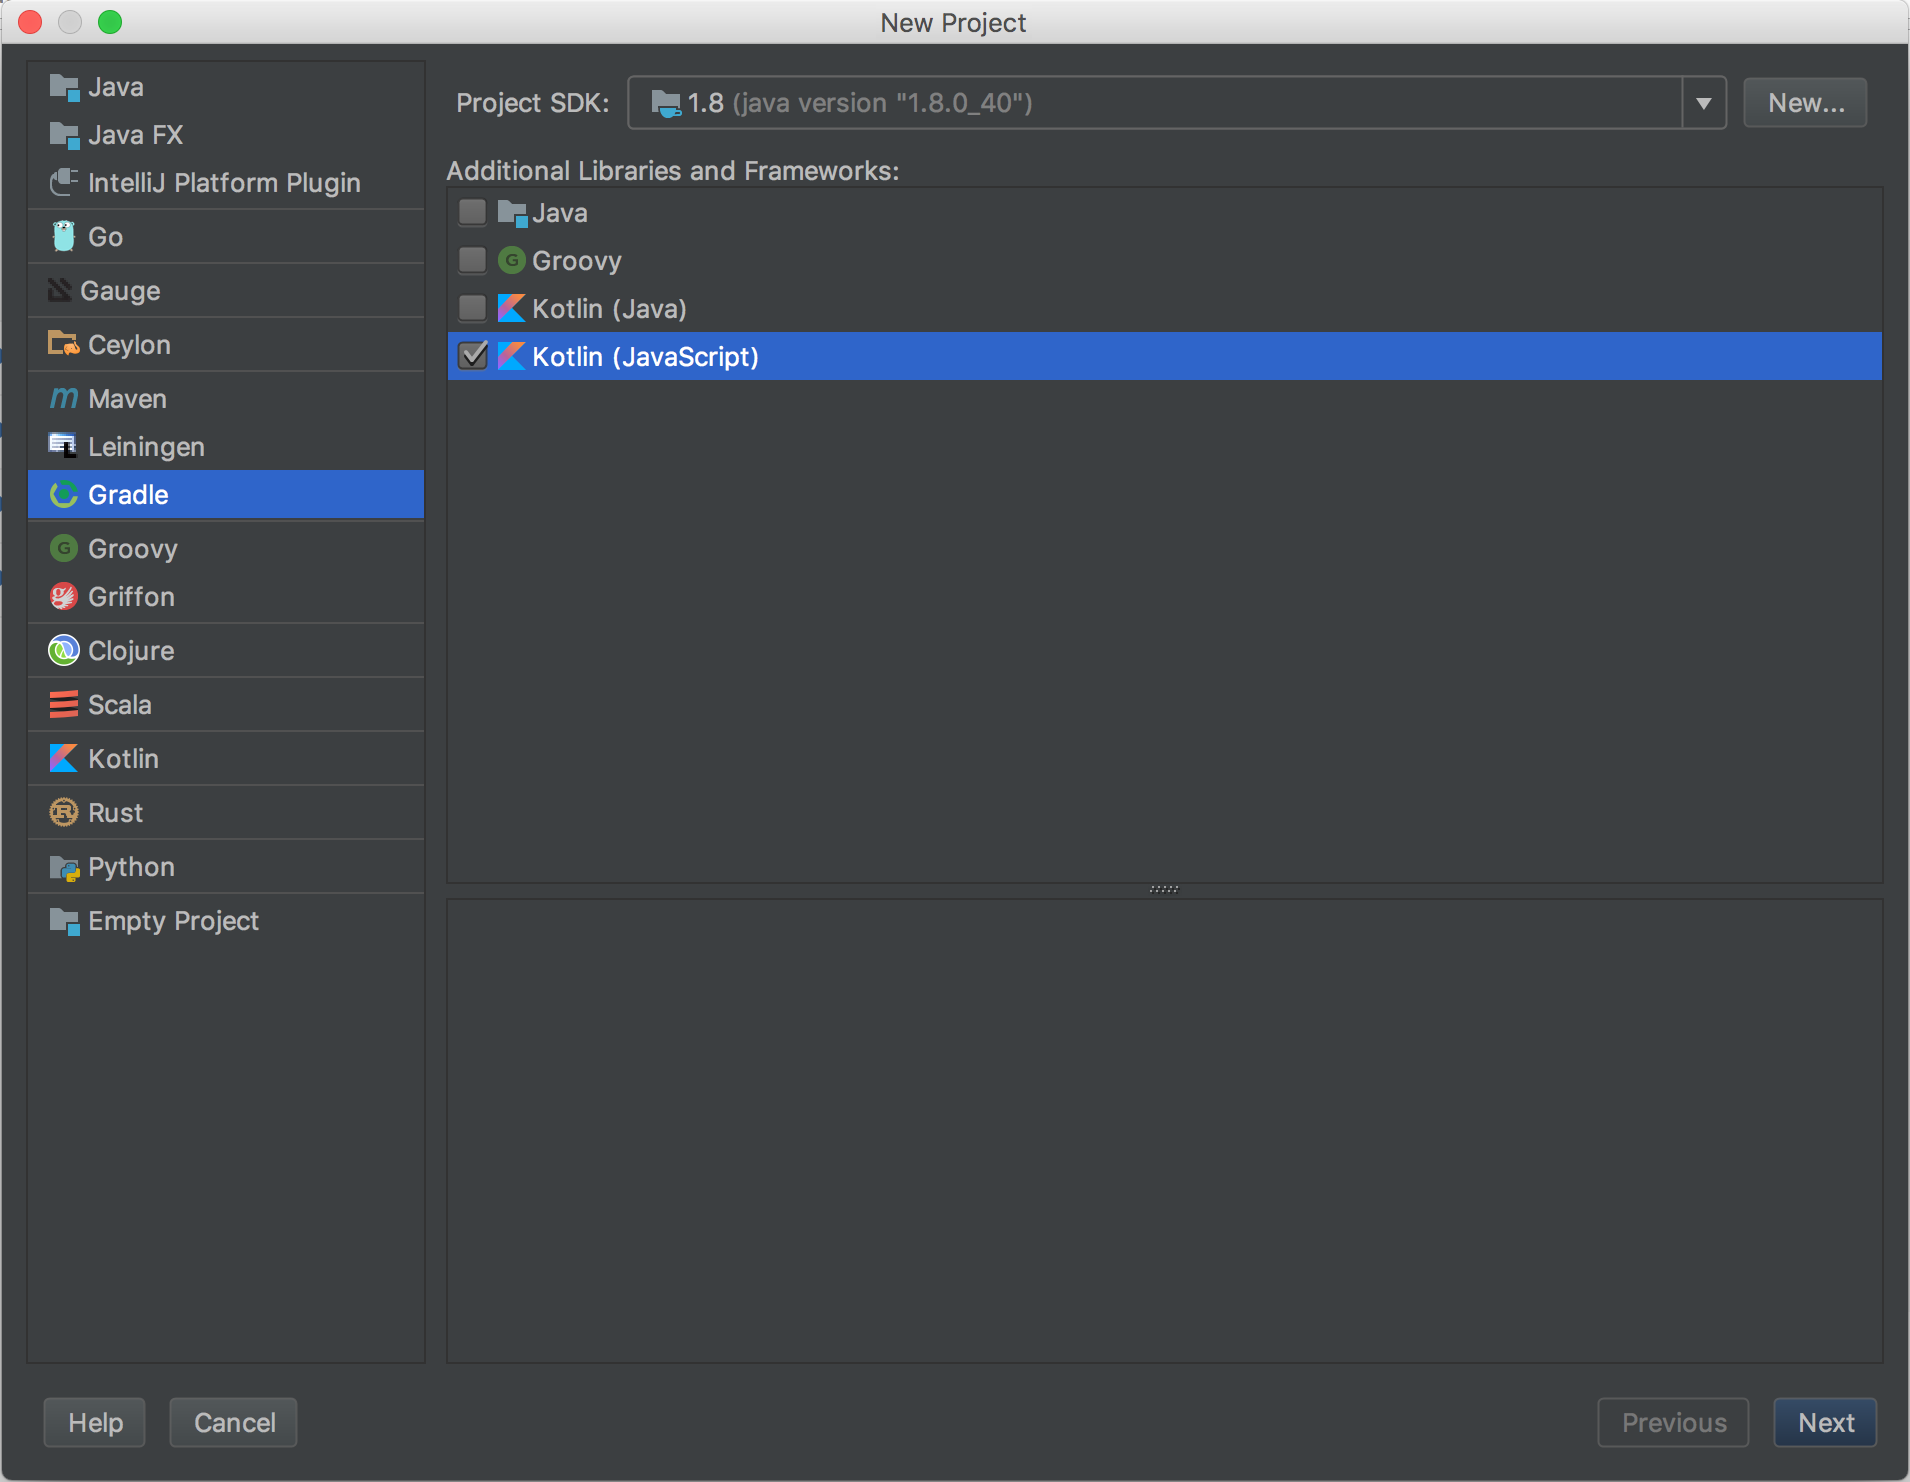 New Project
Java
Java FX
IntelliJ Platform Plugin
Go
Gauge
Ceylon
m Maven
L Leiningen
Gradle
G Groovy
g Griffon
Clojure
Scala
Kotlin
R Rust
Python
Empty Project
Project SDK: 1.8 (java version "1.8.0_40") New...
Additional Libraries and Frameworks:
Java
G Groovy
Kotlin (Java)
Kotlin (JavaScript)
Help Cancel Previous Next